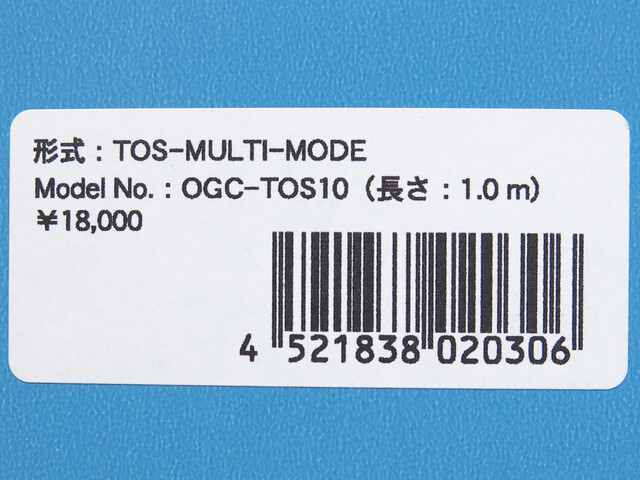 形式：TOS-MULTI-MODE
Model No.：OGC-TOS10（長さ：1.0 m）
￥18,000
4 521838 020306